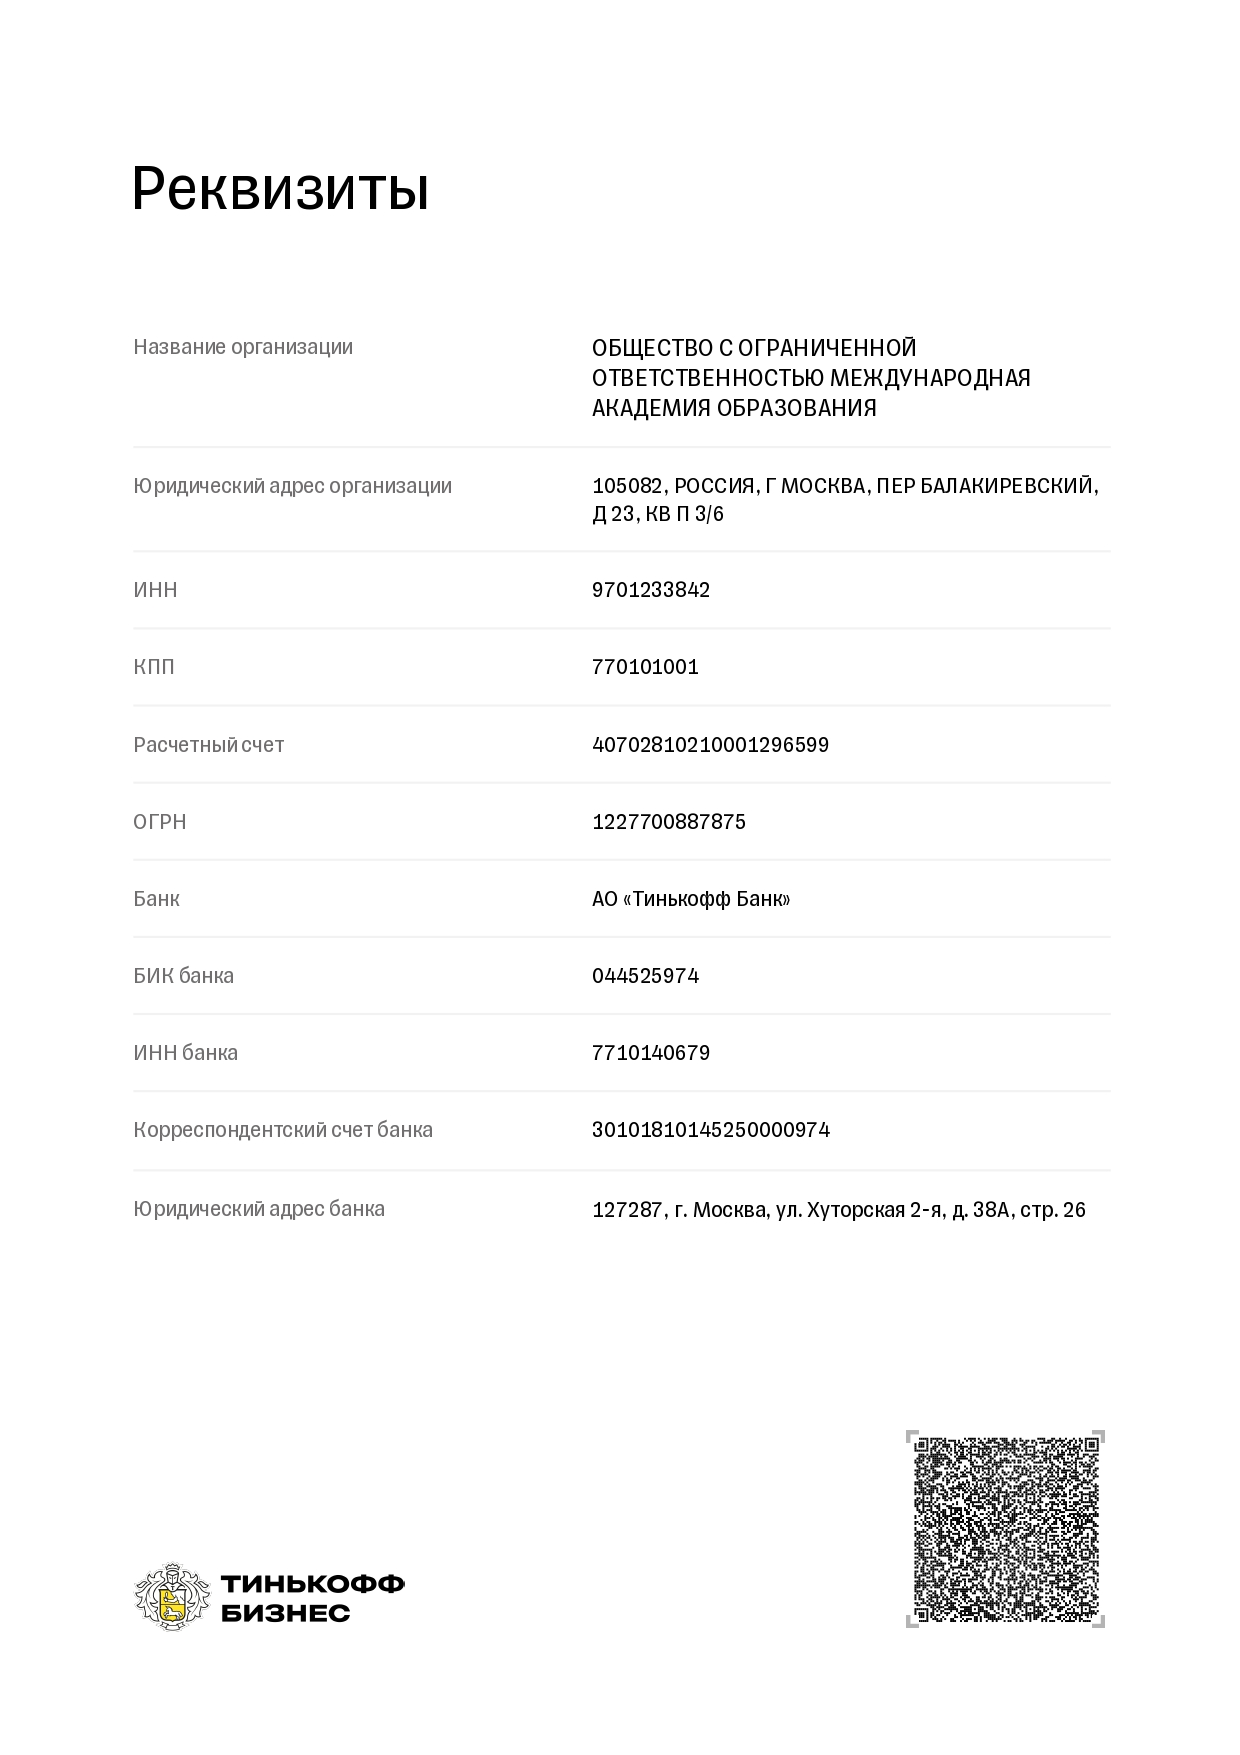 Реквизиты
Название организации
ОБЩЕСТВО С ОГРАНИЧЕННОЙ
ОТВЕТСТВЕННОСТЬЮ МЕЖДУНАРОДНАЯ
АКАДЕМИЯ ОБРАЗОВАНИЯ
Юридический адрес организации
105082, РОССИЯ, Г МОСКВА, ПЕР БАЛАКИРЕВСКИЙ,
Д 23, КВ П 3/6
ИНН
9701233842
КПП
770101001
Расчетный счет
40702810210001296599
ОГРН
1227700887875
Банк
АО «Тинькофф Банк»
БИК банка
044525974
ИНН банка
7710140679
Корреспондентский счет банка
30101810145250000974
Юридический адрес банка
127287, г. Москва, ул. Хуторская 2-я, д. 38А, стр. 26
ТИНЬКОФФ
БИЗНЕС